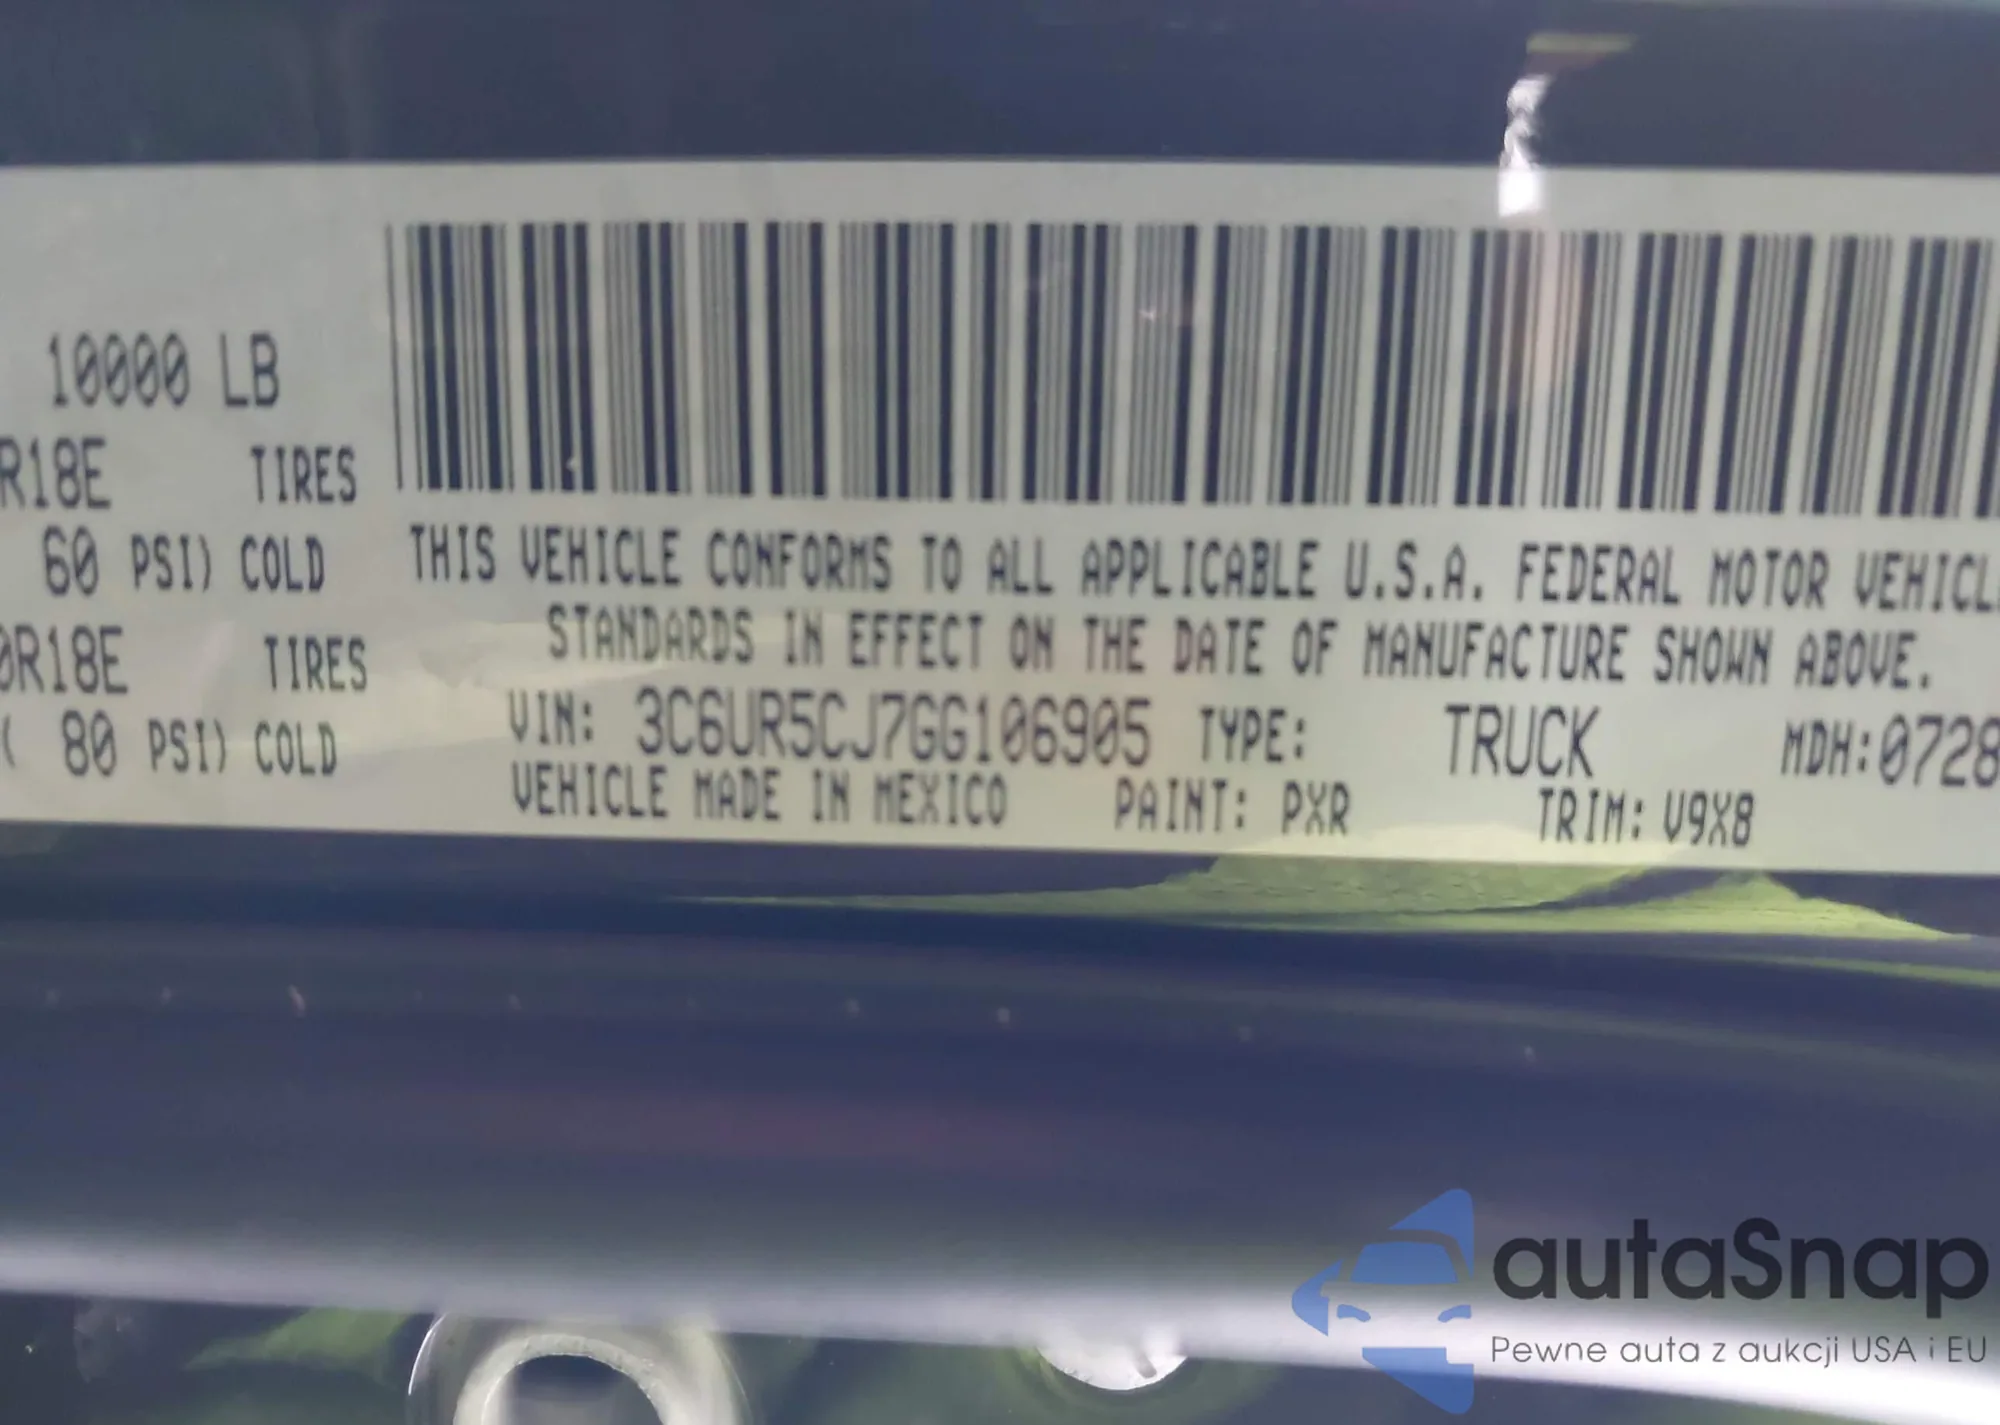 10000 LB
R18E TIRES
60 PSI) COLD
0R18E TIRES
( 80 PSI) COLD
THIS VEHICLE CONFORMS TO ALL APPLICABLE U.S.A. FEDERAL MOTOR VEHICL
STANDARDS IN EFFECT ON THE DATE OF MANUFACTURE SHOWN ABOVE.
VIN: 3C6UR5CJ7GG106905 TYPE: TRUCK MDH:0728
VEHICLE MADE IN MEXICO PAINT: PXR TRIM: V9X8
autaSnap
Pewne auta z aukcji USA i EU